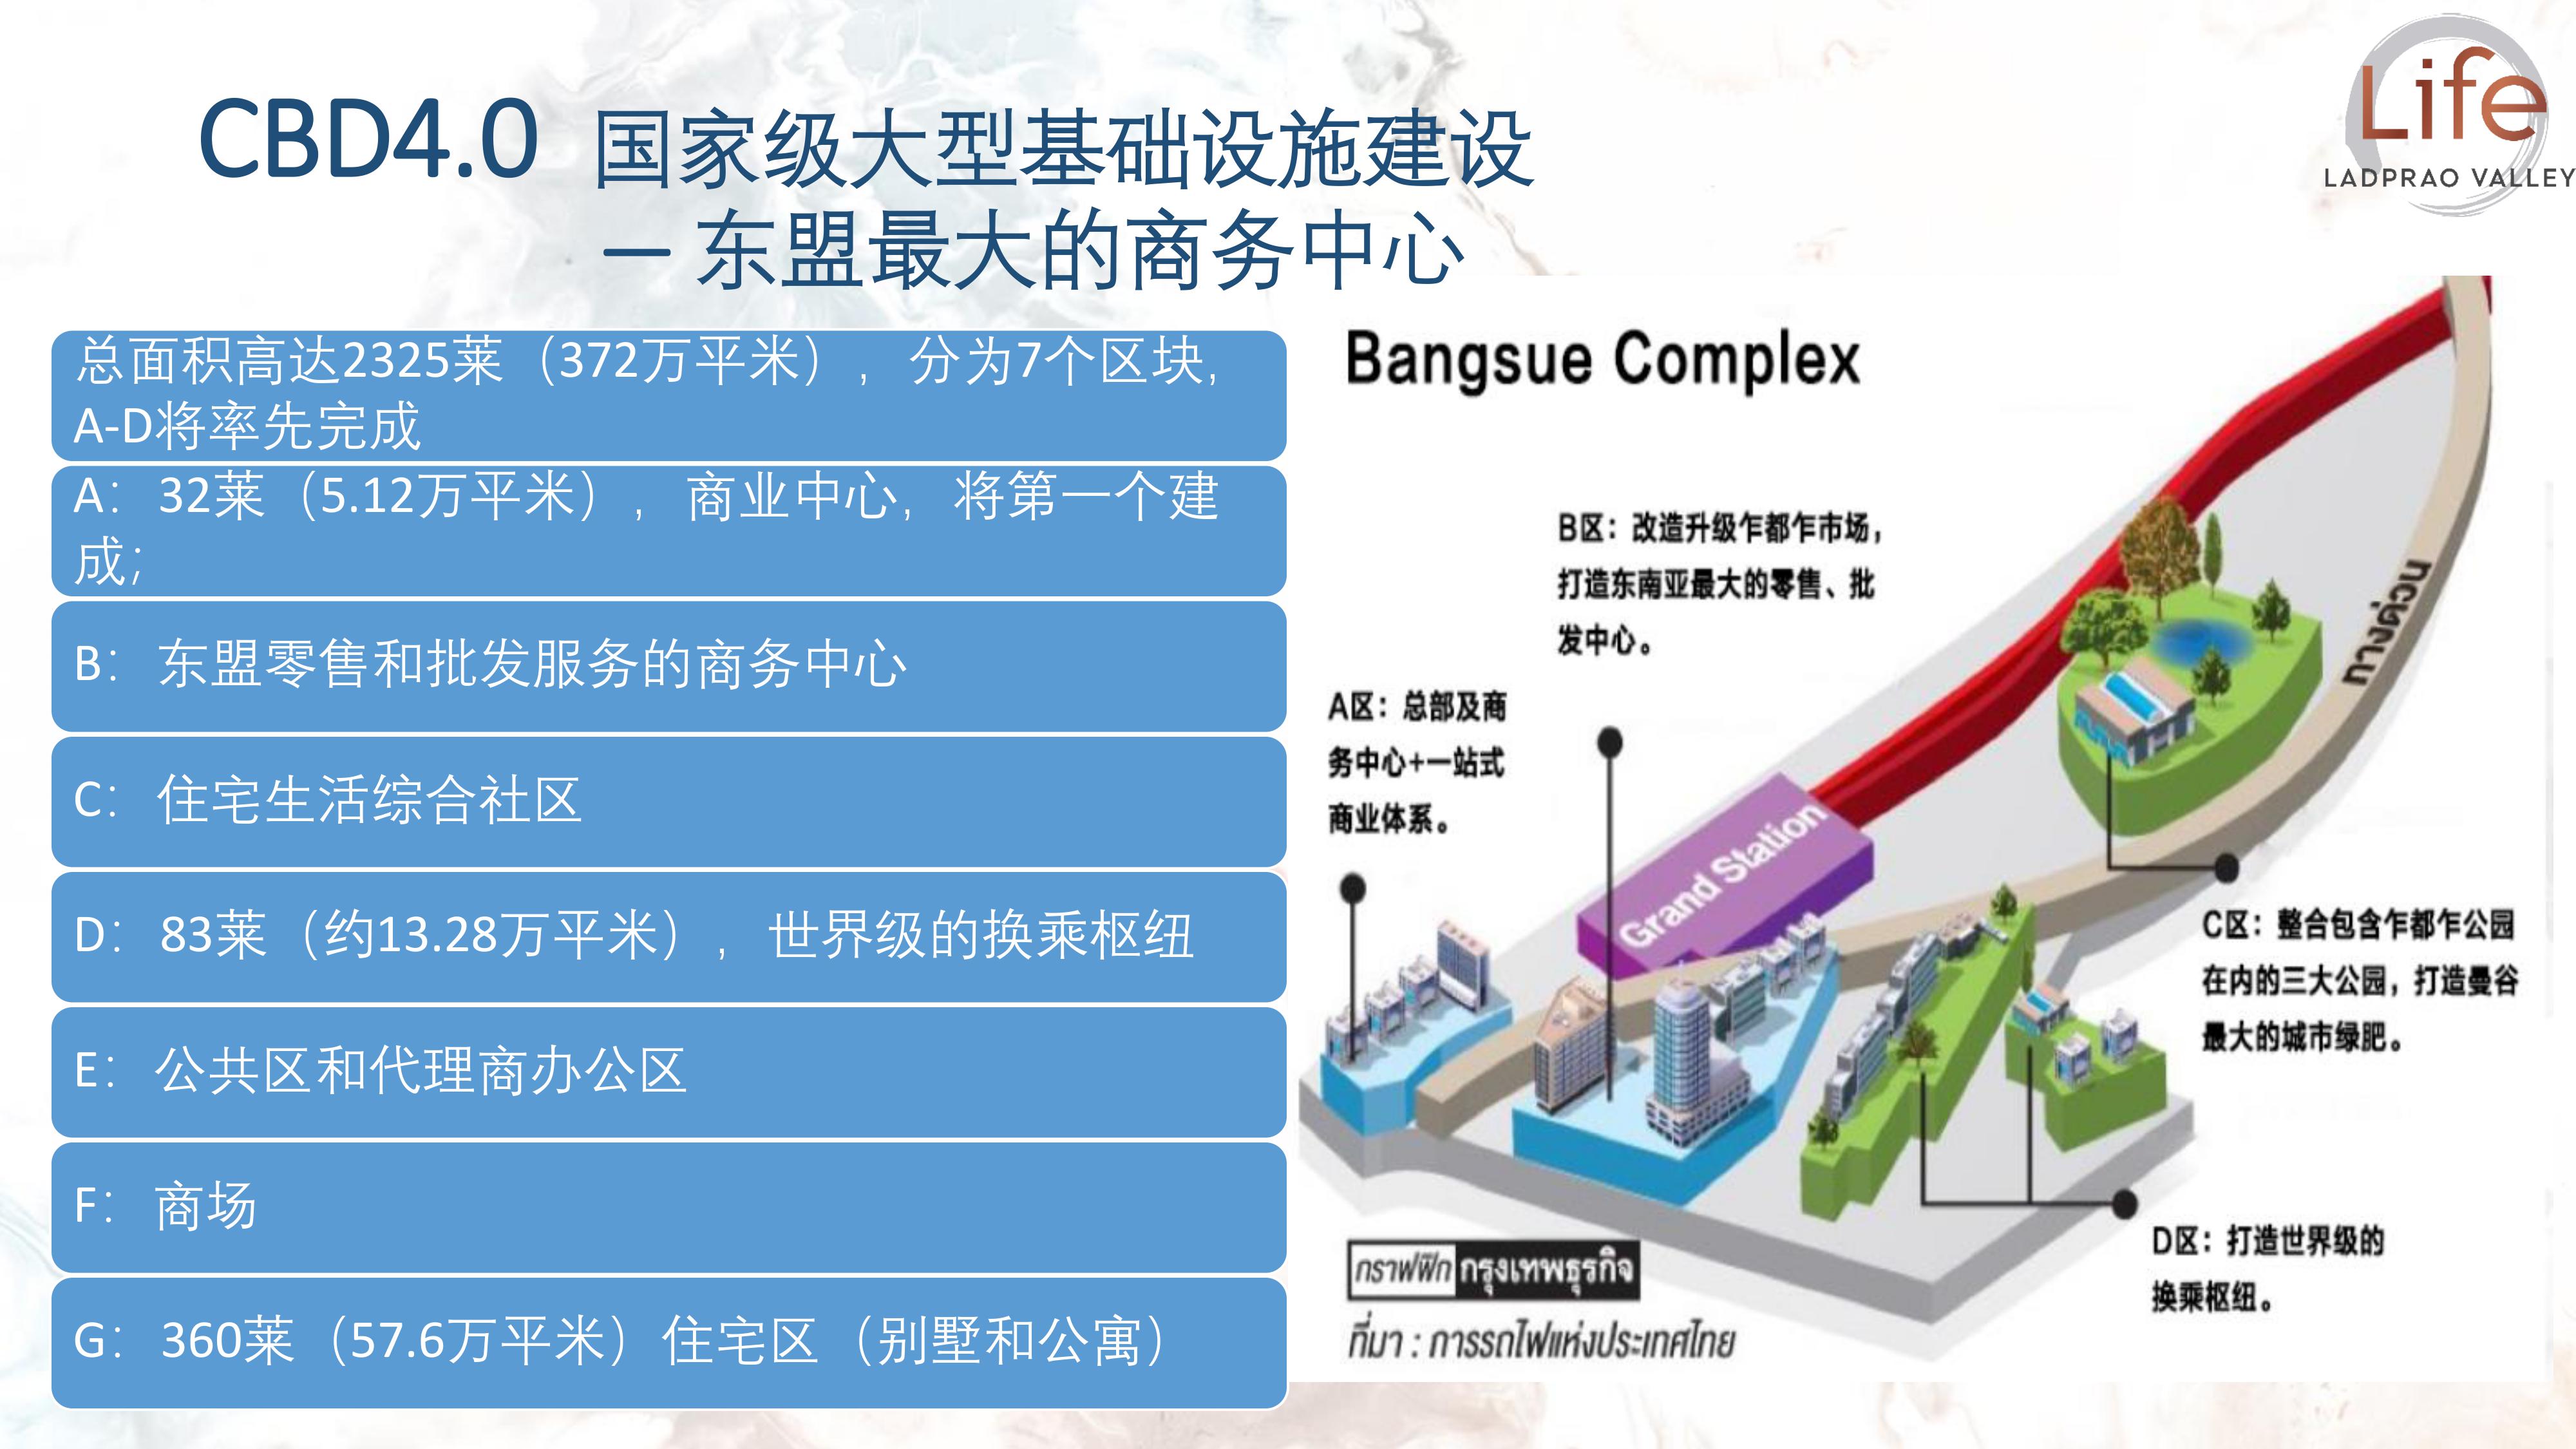 CBD4.0 国家级大型基础设施建设
— 东盟最大的商务中心
Life
LADPRAO VALLEY
总面积高达2325莱（372万平米），分为7个区块，
A-D将率先完成
A：32莱（5.12万平米），商业中心，将第一个建
成；
B：东盟零售和批发服务的商务中心
C：住宅生活综合社区
D：83莱（约13.28万平米），世界级的换乘枢纽
E：公共区和代理商办公区
F：商场
G：360莱（57.6万平米）住宅区（别墅和公寓）
Bangsue Complex
B区：改造升级乍都乍市场，
打造东南亚最大的零售、批
发中心。
A区：总部及商
务中心+一站式
商业体系。
Grand Station
ทางด่วน
C区：整合包含乍都乍公园
在内的三大公园，打造曼谷
最大的城市绿肥。
D区：打造世界级的
换乘枢纽。
กราฟฟิก กรุงเทพธุรกิจ
ที่มา : การรถไฟแห่งประเทศไทย